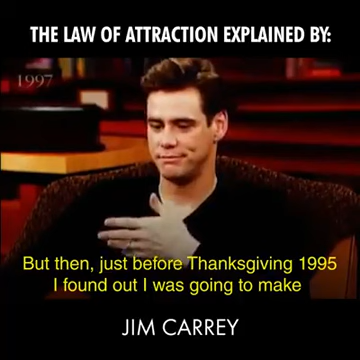 THE LAW OF ATTRACTION EXPLAINED BY:
1997
But then, just before Thanksgiving 1995
I found out I was going to make
JIM CARREY